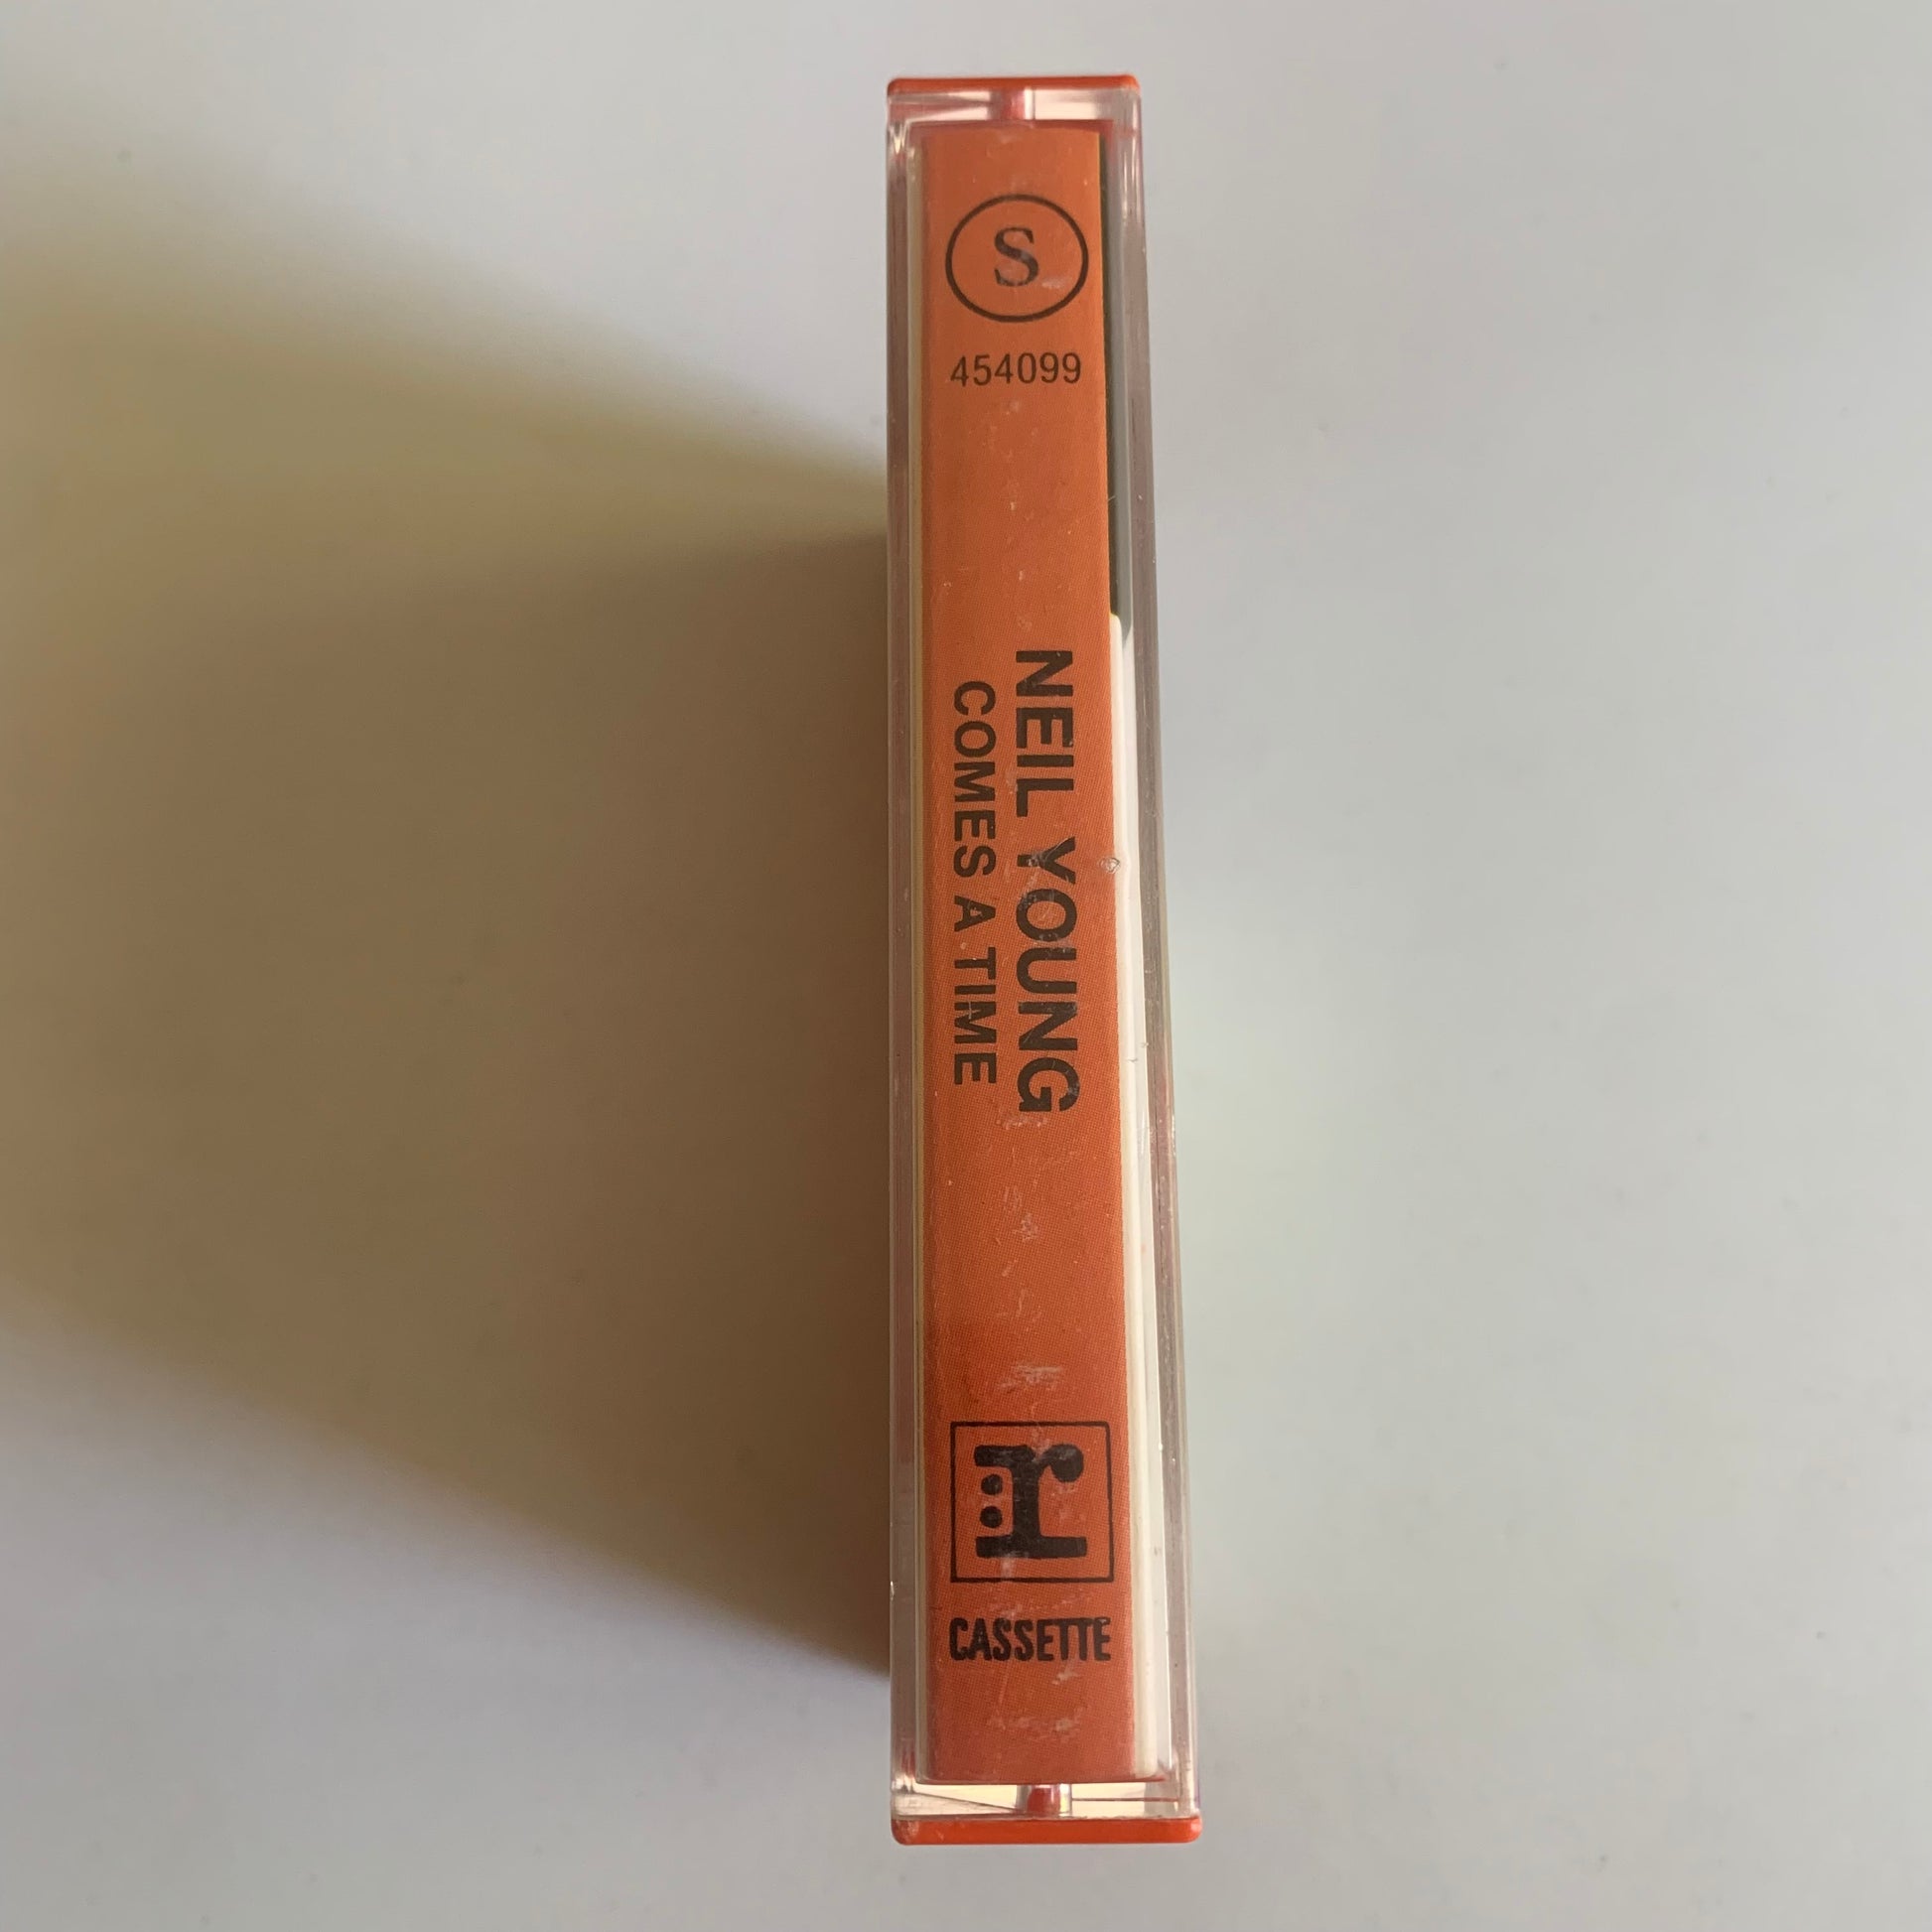 S
454099
NEIL YOUNG
COMES A TIME
r:
CASSETTE